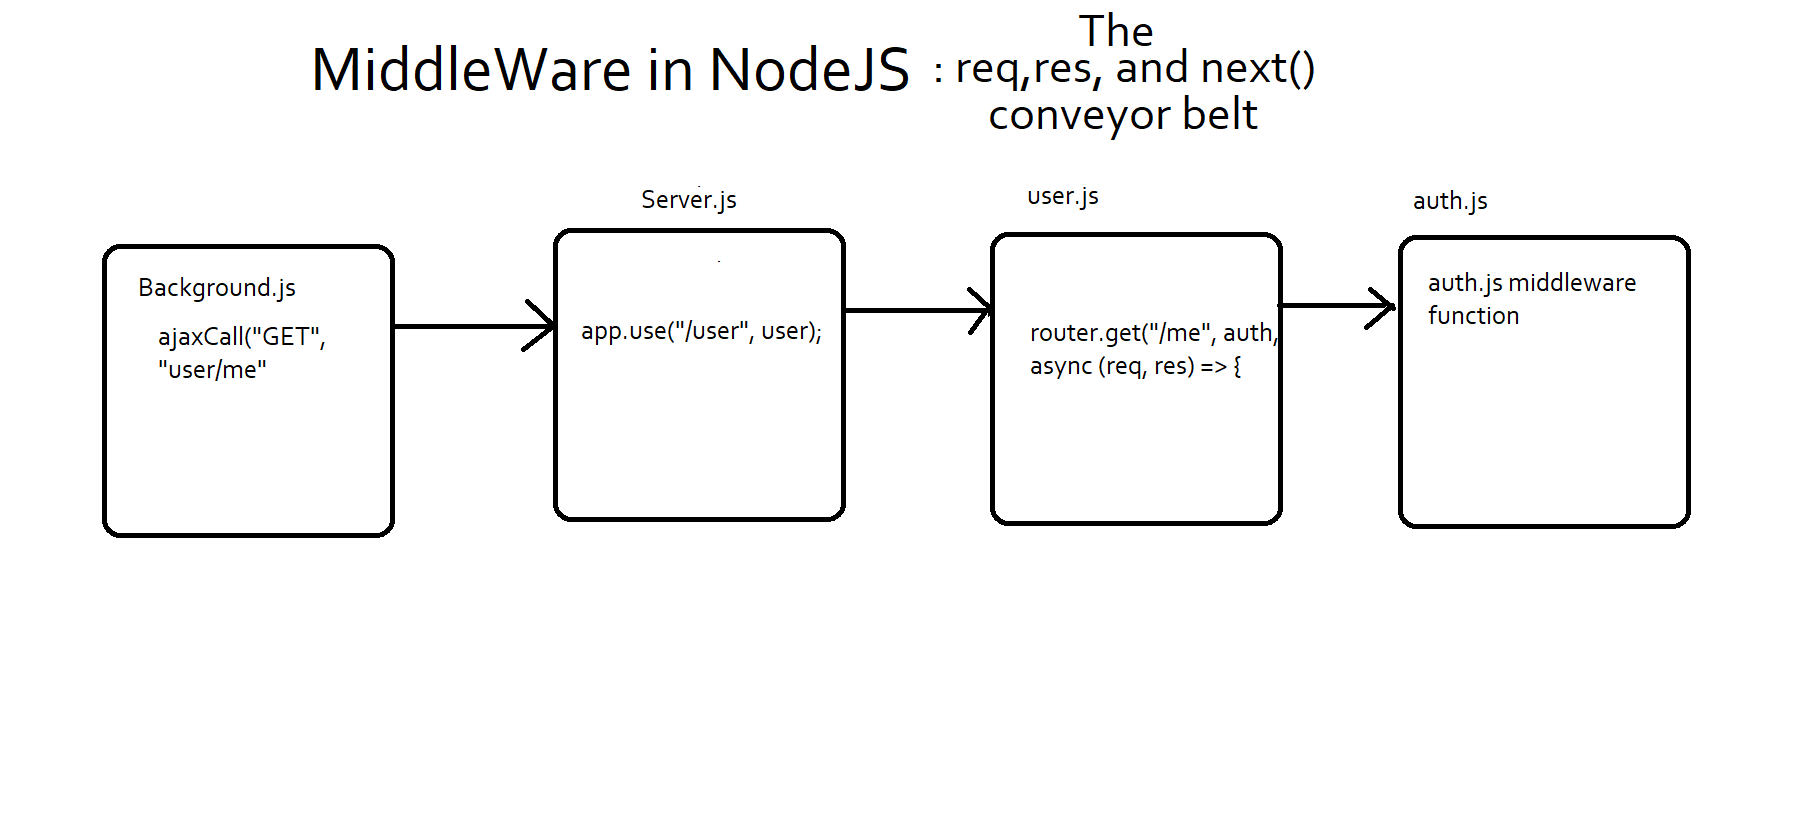 The
MiddleWare in NodeJS : req,res, and next()
conveyor belt
Server.js
user.js
auth.js
Background.js
ajaxCall("GET",
"user/me"
app.use("/user", user);
router.get("/me", auth,
async (req, res) => {
auth.js middleware
function